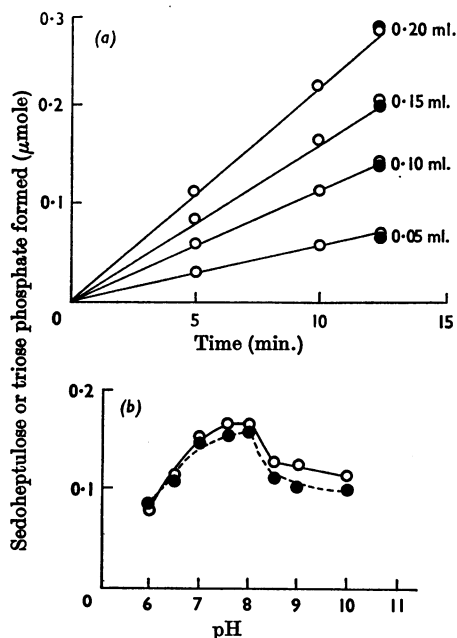 Sedoheptulose or triose phosphate formed (μmole)
(a)
0·3
0·2
0·1
0
0·20 ml.
0·15 ml.
0·10 ml.
0·05 ml.
5 10 15
Time (min.)
(b)
0·2
0·1
0
6 7 8 9 10 11
pH